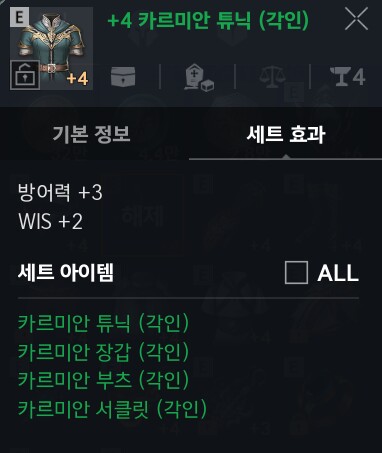 E
+4 카르미안 튜닉 (각인)
+4
4
기본 정보
세트 효과
방어력 +3
WIS +2
해제
세트 아이템
ALL
카르미안 튜닉 (각인)
카르미안 장갑 (각인)
카르미안 부츠 (각인)
카르미안 서클릿 (각인)